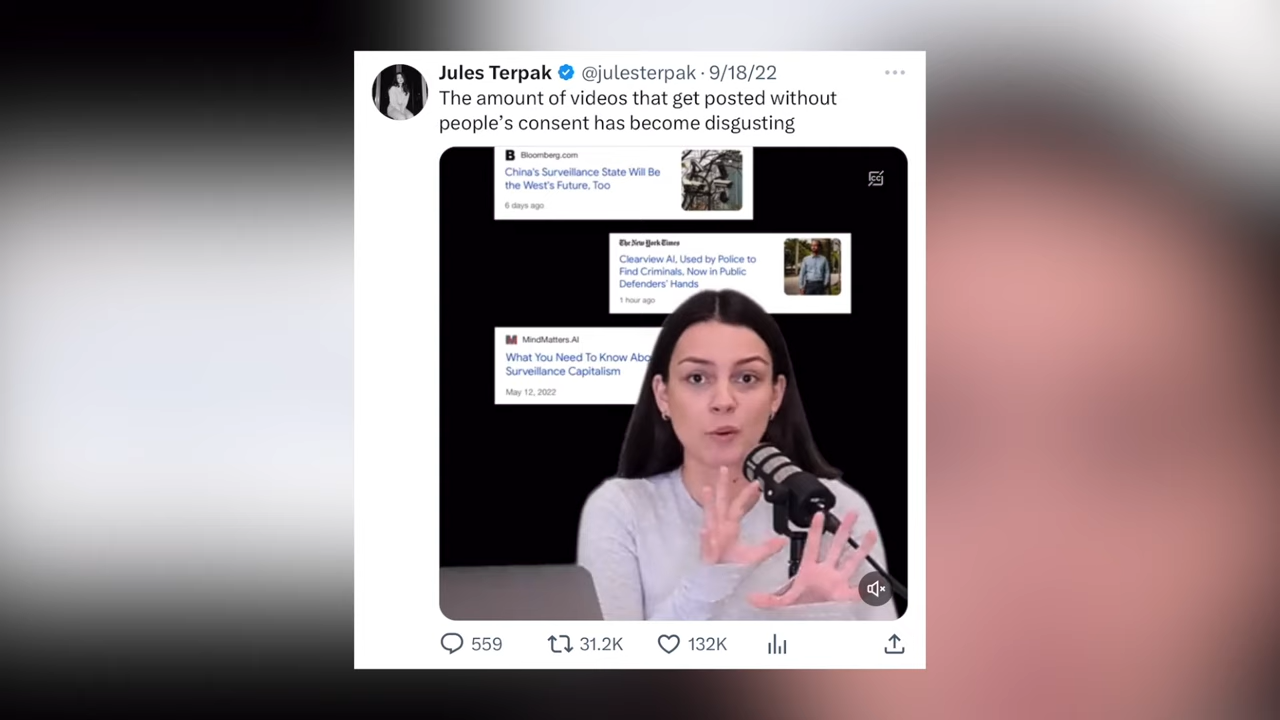 Jules Terpak @julesterpak · 9/18/22
The amount of videos that get posted without
people's consent has become disgusting
B Bloomberg.com
China's Surveillance State Will Be
the West's Future, Too
6 days ago
The New York Times
Clearview AI, Used by Police to
Find Criminals, Now in Public
Defenders' Hands
1 hour ago
M MindMatters.AI
What You Need To Know Abo
Surveillance Capitalism
May 12, 2022
CC
559 31.2K 132K